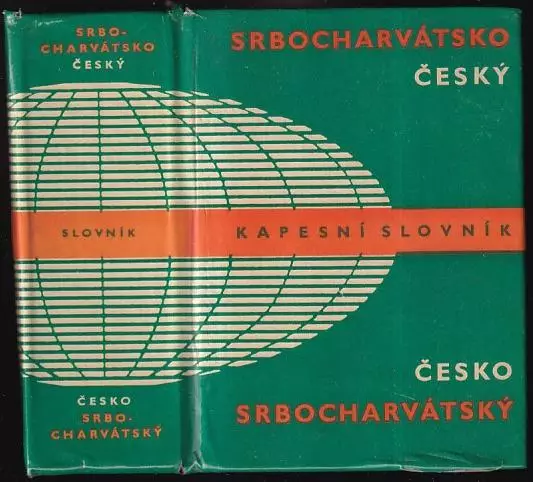 SRBO-
CHARVÁTSKO
ČESKÝ
SLOVNÍK
ČESKO
SRBO-
CHARVÁTSKÝ
SRBOCHARVÁTSKO
ČESKÝ
KAPESNÍ SLOVNÍK
ČESKO
SRBOCHARVÁTSKÝ